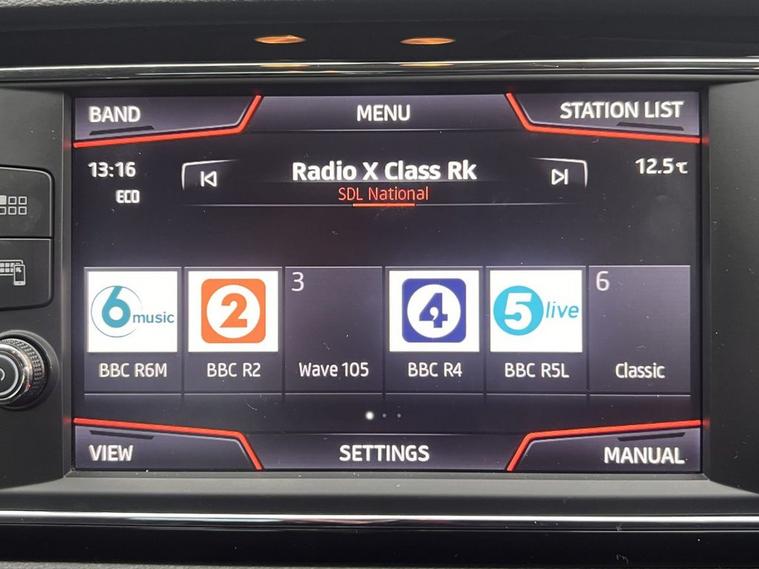 BAND
MENU
STATION LIST
13:16
ECO
Radio X Class Rk
SDL National
12.5℃
6 music
2
3
4
5 live
6
BBC R6M
BBC R2
Wave 105
BBC R4
BBC R5L
Classic
VIEW
SETTINGS
MANUAL